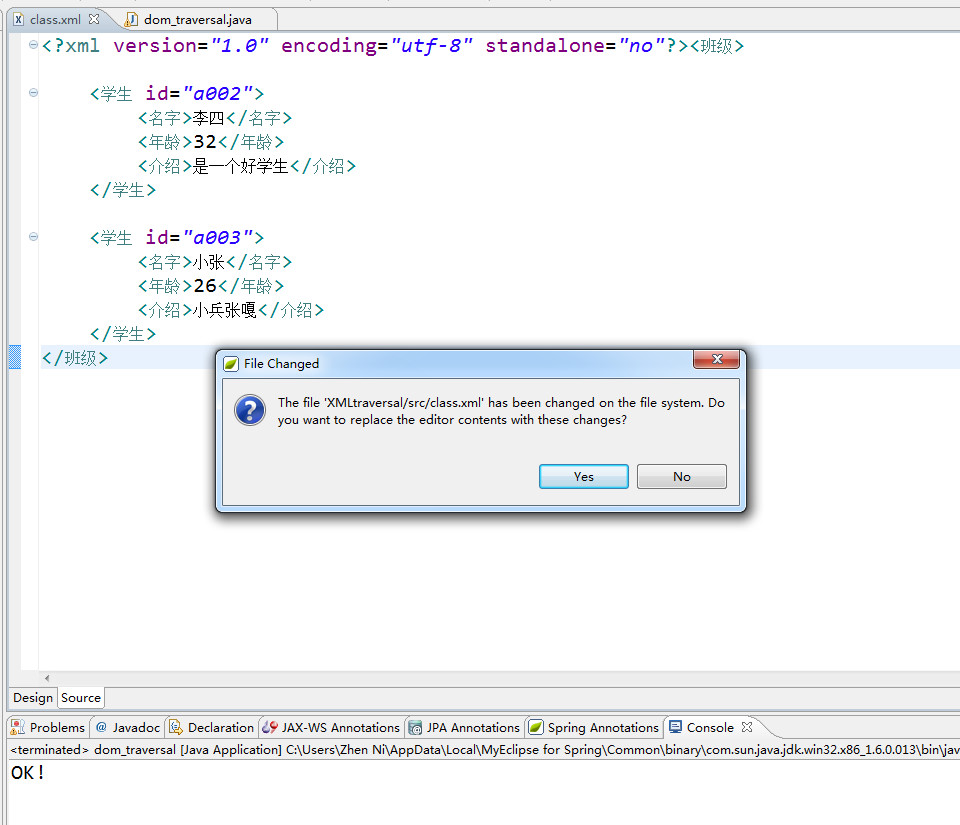 class.xml dom_traversal.java
<?xml version="1.0" encoding="utf-8" standalone="no"?><班级>
<学生 id="a002">
<名字>李四</名字>
<年龄>32</年龄>
<介绍>是一个好学生</介绍>
</学生>
<学生 id="a003">
<名字>小张</名字>
<年龄>26</年龄>
<介绍>小兵张嘎</介绍>
</学生>
</班级>
File Changed
The file 'XMLtraversal/src/class.xml' has been changed on the file system. Do
you want to replace the editor contents with these changes?
Yes No
Design Source
Problems @ Javadoc Declaration JAX-WS Annotations JPA Annotations Spring Annotations Console
<terminated> dom_traversal [Java Application] C:\Users\Zhen Ni\AppData\Local\MyEclipse for Spring\Common\binary\com.sun.java.jdk.win32.x86_1.6.0.013\bin\jav
OK!